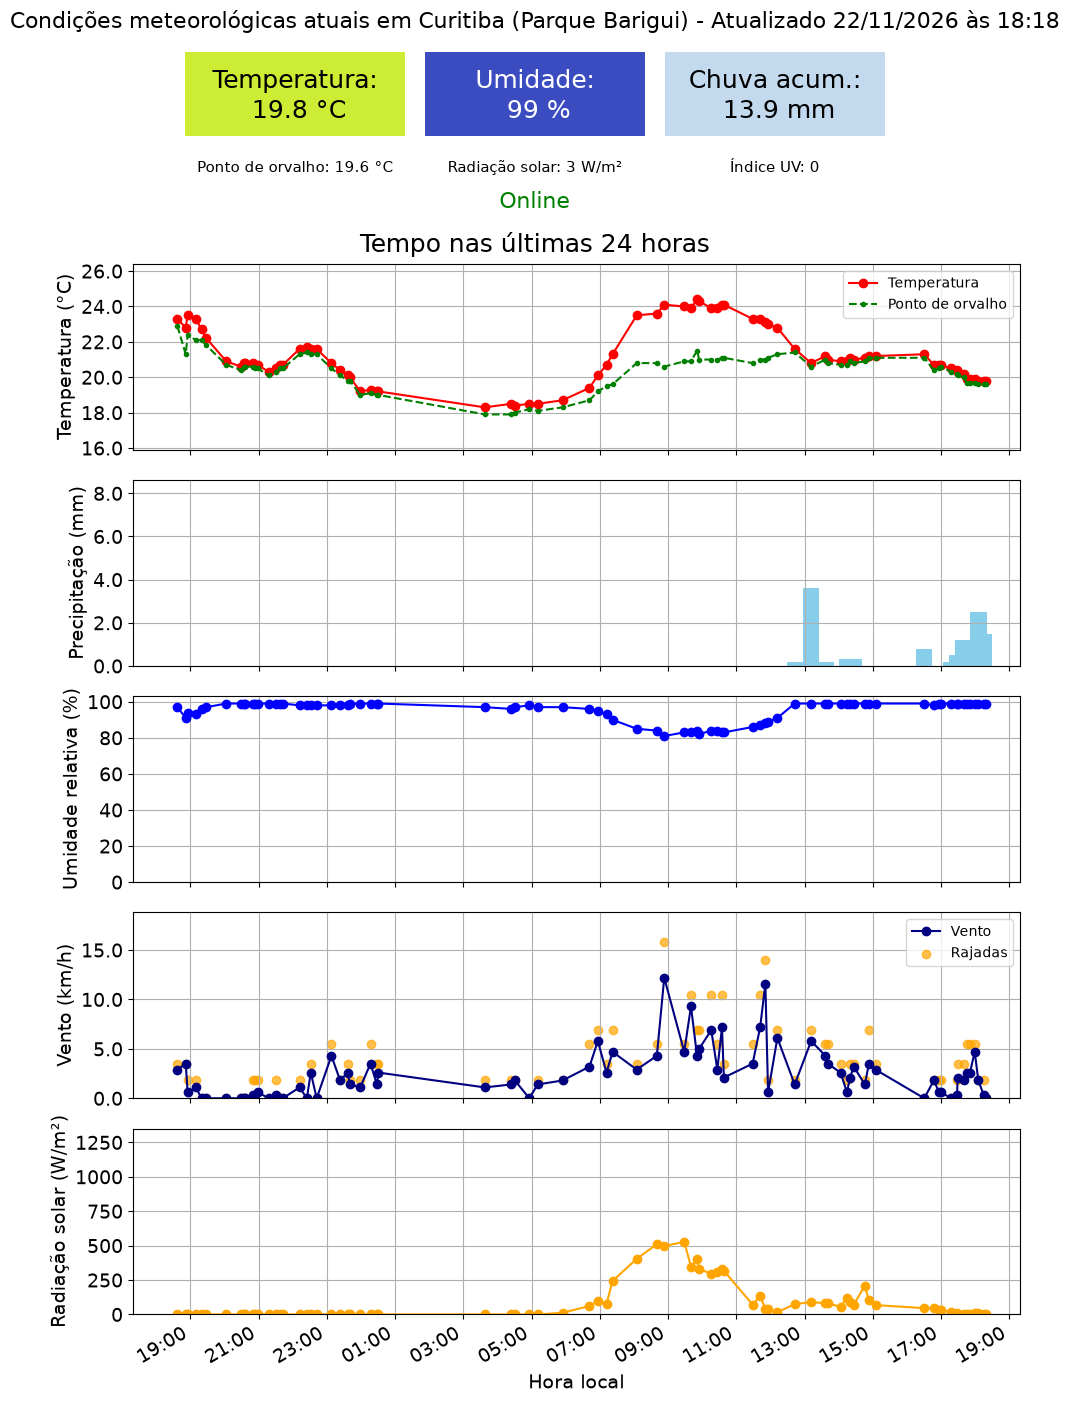 Condições meteorológicas atuais em Curitiba (Parque Barigui) - Atualizado 22/11/2026 às 18:18
Temperatura:
19.8 °C
Umidade:
99 %
Chuva acum.:
13.9 mm
Ponto de orvalho: 19.6 °C
Radiação solar: 3 W/m²
Índice UV: 0
Online
Tempo nas últimas 24 horas
Temperatura (°C)
26.0
24.0
22.0
20.0
18.0
16.0
Temperatura
Ponto de orvalho
Precipitação (mm)
8.0
6.0
4.0
2.0
0.0
Umidade relativa (%)
100
80
60
40
20
0
Vento (km/h)
15.0
10.0
5.0
0.0
Vento
Rajadas
Radiação solar (W/m²)
1250
1000
750
500
250
0
19:00
21:00
23:00
01:00
03:00
05:00
07:00
09:00
11:00
13:00
15:00
17:00
19:00
Hora local